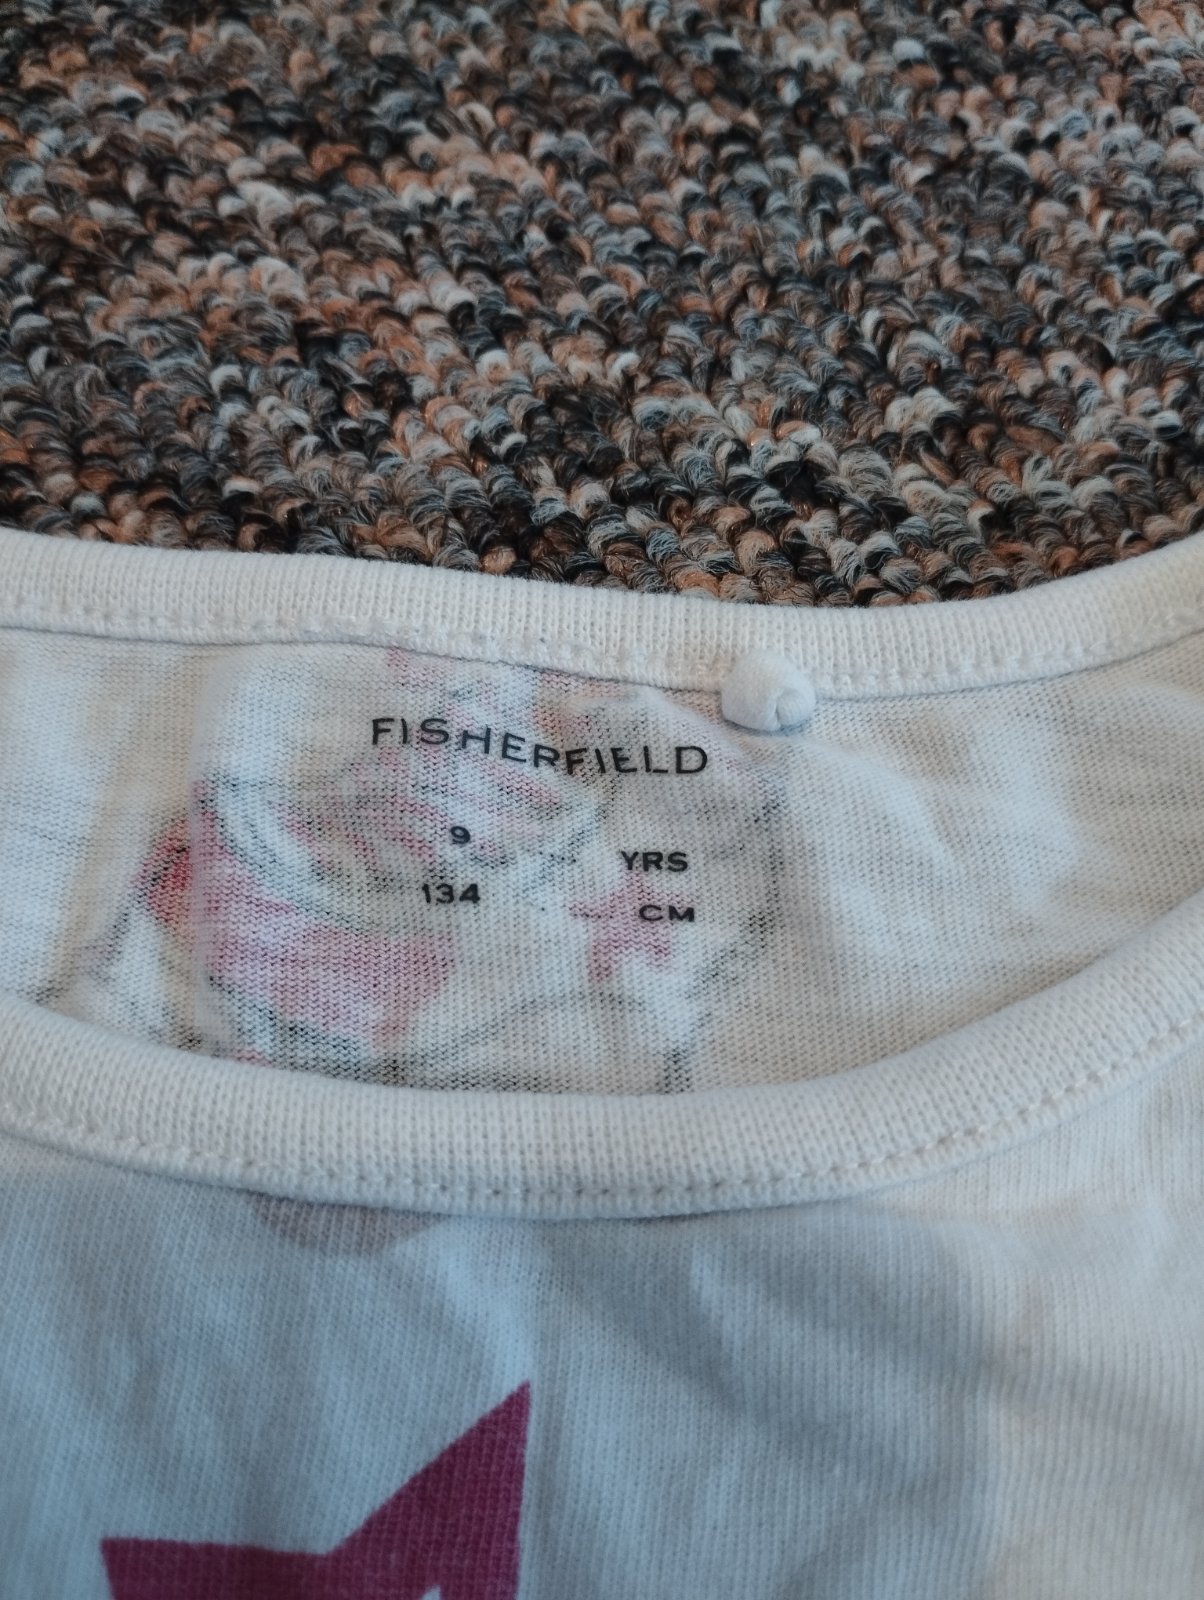 FISHERFIELD
9 YRS
134 CM